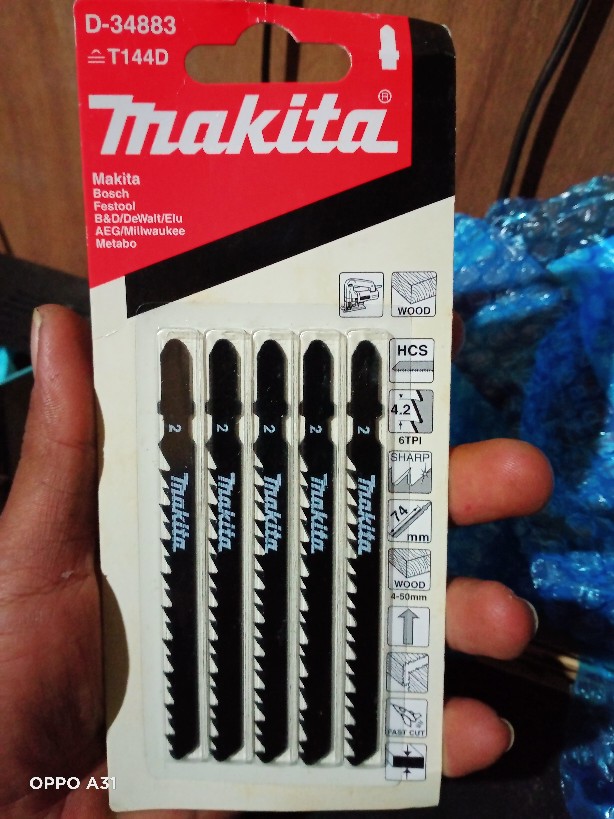 D-34883
≙ T144D
Makita®
Makita
Bosch
Festool
B&D/DeWalt/Elu
AEG/Millwaukee
Metabo
WOOD
HCS
4.2
6TPI
SHARP
74
mm
WOOD
4-50mm
FAST CUT
2 Makita
2 Makita
2 Makita
2 Makita
2 Makita
OPPO A31